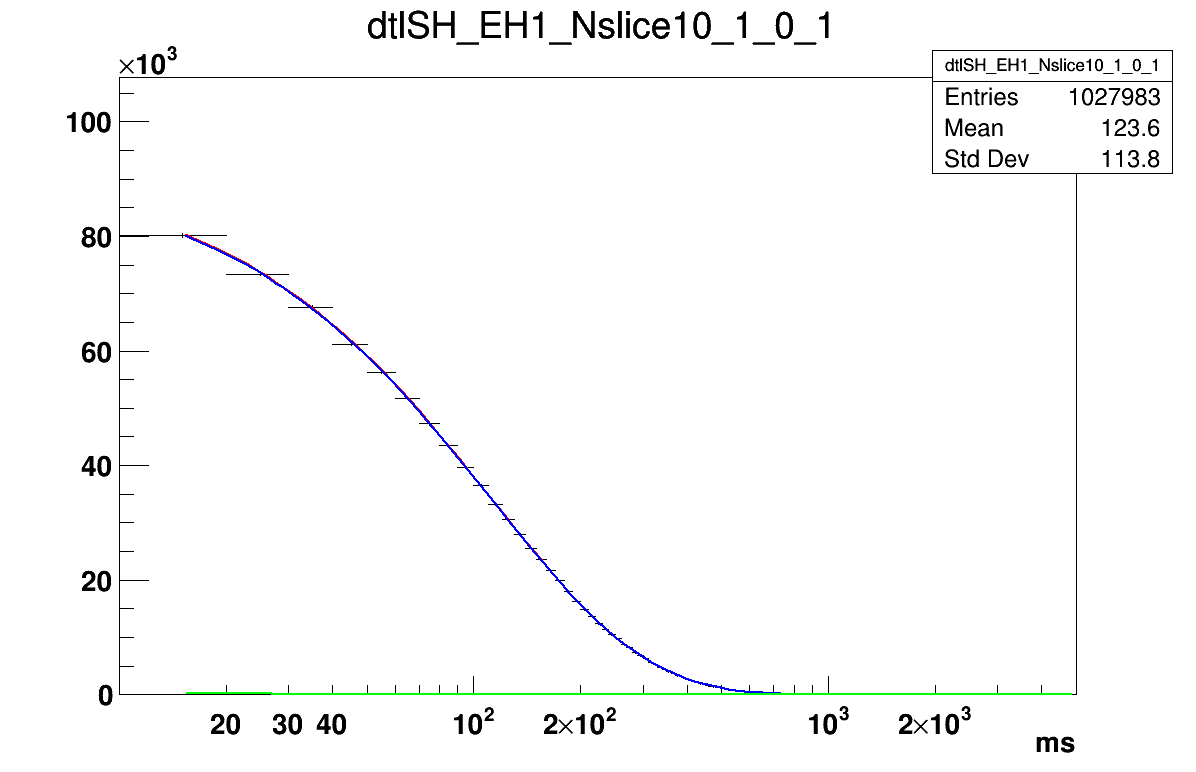 dtlSH_EH1_Nslice10_1_0_1
×10³
dtlSH_EH1_Nslice10_1_0_1
Entries 1027983
Mean 123.6
Std Dev 113.8
100
80
60
40
20
0
20 30 40 10² 2×10² 10³ 2×10³
ms